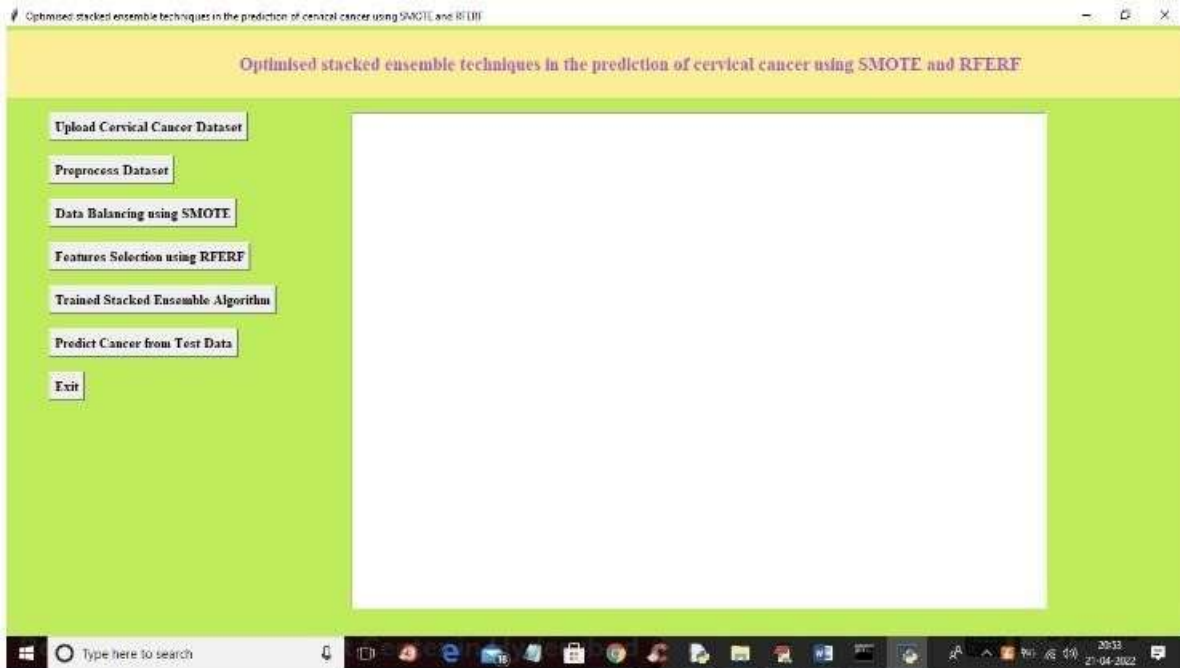 Optimised stacked ensemble techniques in the prediction of cervical cancer using SMOTE and RFERF
Optimised stacked ensemble techniques in the prediction of cervical cancer using SMOTE and RFERF
Upload Cervical Cancer Dataset
Preprocess Dataset
Data Balancing using SMOTE
Features Selection using RFERF
Trained Stacked Ensemble Algorithm
Predict Cancer from Test Data
Exit
Type here to search
20:53
21-04-2022